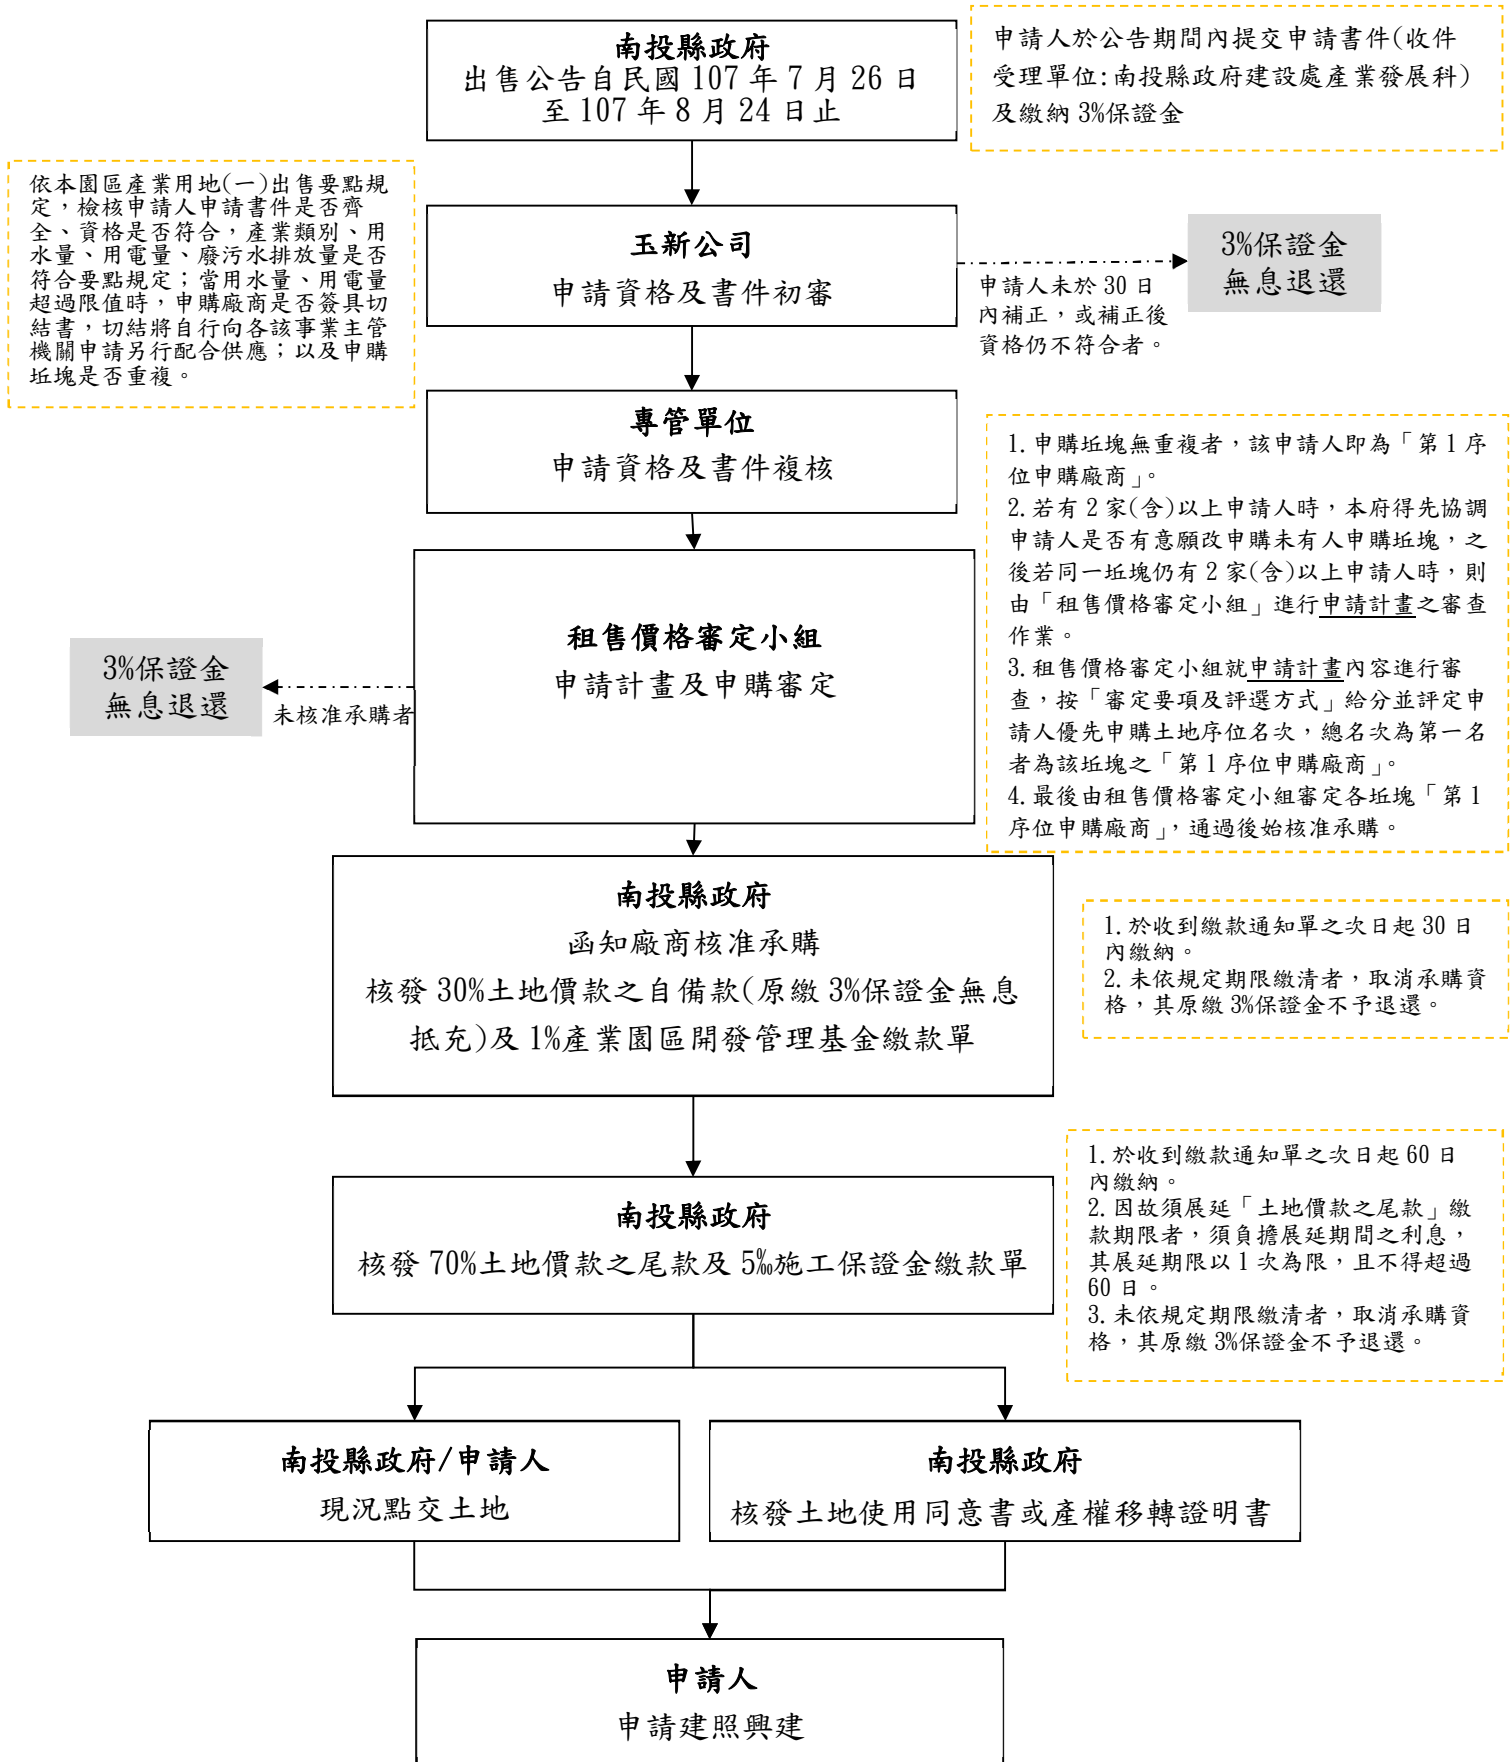 南投縣政府
出售公告自民國 107 年 7 月 26 日
至 107 年 8 月 24 日止
申請人於公告期間內提交申請書件(收件
受理單位:南投縣政府建設處產業發展科)
及繳納 3%保證金
依本園區產業用地(一)出售要點規
定，檢核申請人申請書件是否齊
全、資格是否符合，產業類別、用
水量、用電量、廢污水排放量是否
符合要點規定；當用水量、用電量
超過限值時，申購廠商是否簽具切
結書，切結將自行向各該事業主管
機關申請另行配合供應；以及申購
坵塊是否重複。
玉新公司
申請資格及書件初審
申請人未於 30 日
內補正，或補正後
資格仍不符合者。
3%保證金
無息退還
專管單位
申請資格及書件複核
1.申購坵塊無重複者，該申請人即為「第 1 序
位申購廠商」。
2.若有 2 家(含)以上申請人時，本府得先協調
申請人是否有意願改申購未有人申購坵塊，之
後若同一坵塊仍有 2 家(含)以上申請人時，則
由「租售價格審定小組」進行申請計畫之審查
作業。
3.租售價格審定小組就申請計畫內容進行審
查，按「審定要項及評選方式」給分並評定申
請人優先申購土地序位名次，總名次為第一名
者為該坵塊之「第 1 序位申購廠商」。
4.最後由租售價格審定小組審定各坵塊「第 1
序位申購廠商」，通過後始核准承購。
租售價格審定小組
申請計畫及申購審定
3%保證金
無息退還
未核准承購者
南投縣政府
函知廠商核准承購
核發 30%土地價款之自備款(原繳 3%保證金無息
抵充)及 1%產業園區開發管理基金繳款單
1.於收到繳款通知單之次日起 30 日
內繳納。
2.未依規定期限繳清者，取消承購資
格，其原繳 3%保證金不予退還。
南投縣政府
核發 70%土地價款之尾款及 5‰施工保證金繳款單
1.於收到繳款通知單之次日起 60 日
內繳納。
2.因故須展延「土地價款之尾款」繳
款期限者，須負擔展延期間之利息，
其展延期限以 1 次為限，且不得超過
60 日。
3.未依規定期限繳清者，取消承購資
格，其原繳 3%保證金不予退還。
南投縣政府/申請人
現況點交土地
南投縣政府
核發土地使用同意書或產權移轉證明書
申請人
申請建照興建